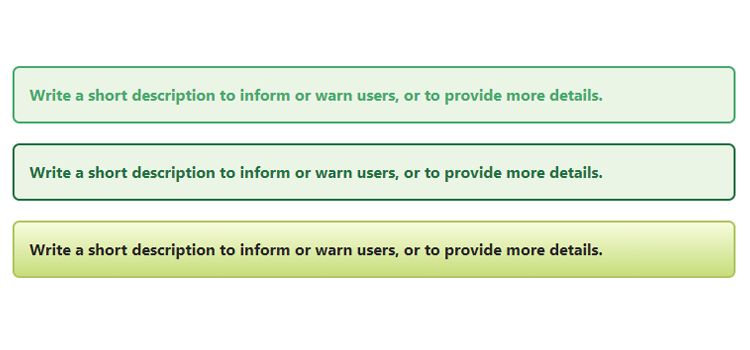 Write a short description to inform or warn users, or to provide more details.
Write a short description to inform or warn users, or to provide more details.
Write a short description to inform or warn users, or to provide more details.